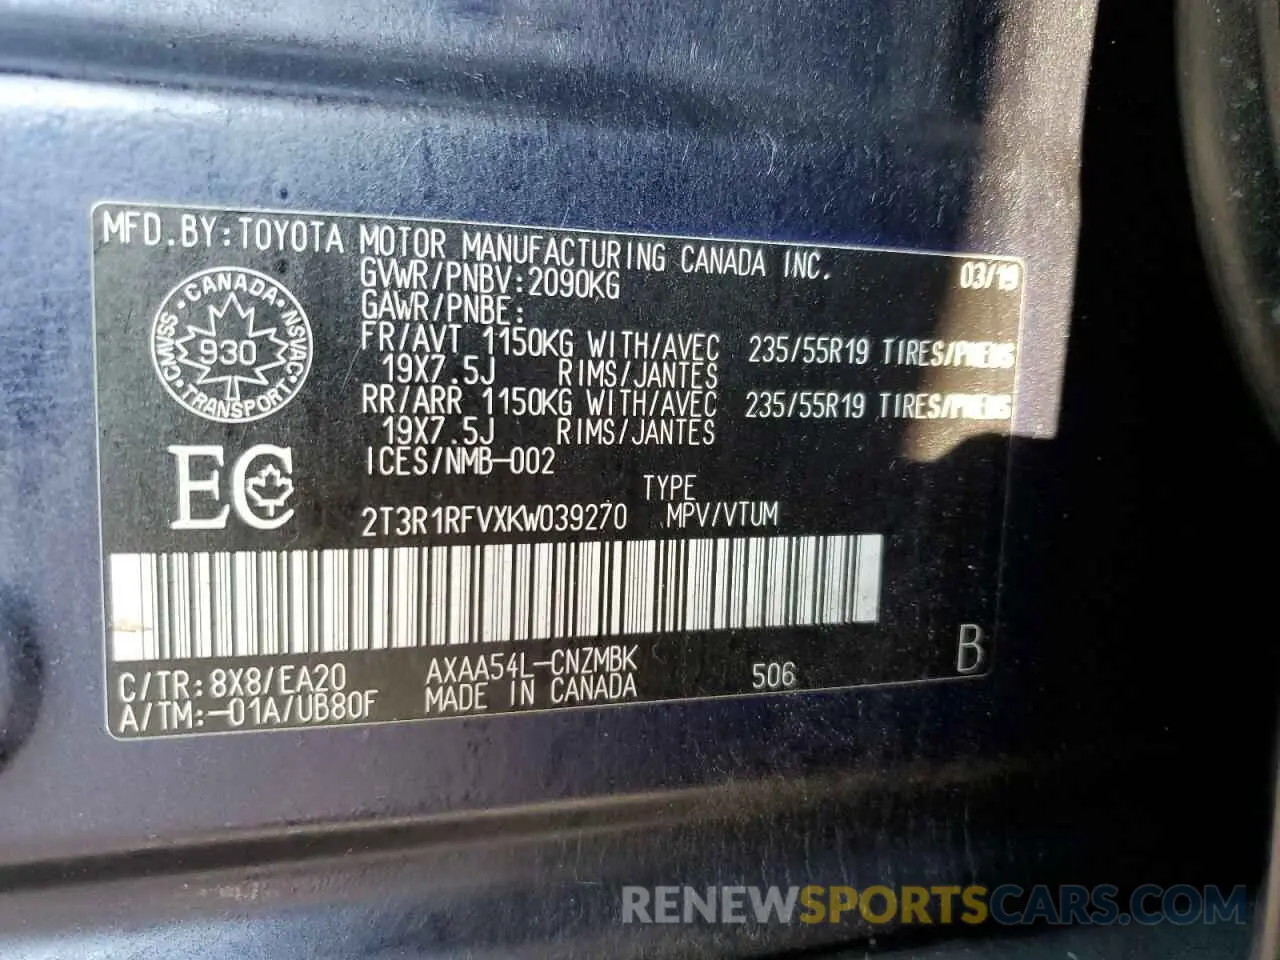 MFD.BY:TOYOTA MOTOR MANUFACTURING CANADA INC.
GVWR/PNBV:2090KG 03/19
GAWR/PNBE:
FR/AVT 1150KG WITH/AVEC 235/55R19 TIRES/PNEUS
19X7.5J RIMS/JANTES
RR/ARR 1150KG WITH/AVEC 235/55R19 TIRES/PNEUS
19X7.5J RIMS/JANTES
ICES/NMB-002
CANADA
CMVSS 930 NSVAC
TRANSPORT
EC
TYPE
2T3R1RFVXKW039270 MPV/VTUM
C/TR:8X8/EA20 AXAA54L-CNZMBK 506 B
A/TM:-01A/UB80F MADE IN CANADA
RENEWSPORTSCARS.COM